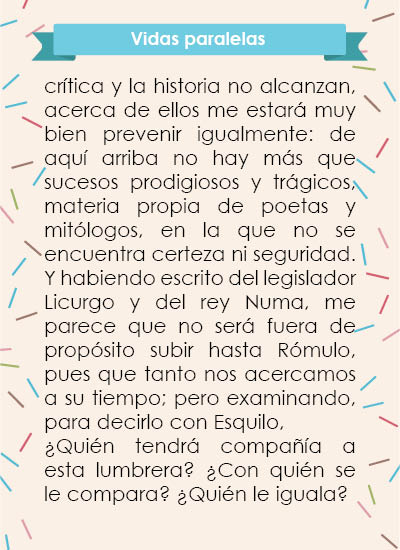 Vidas paralelas
crítica y la historia no alcanzan,
acerca de ellos me estará muy
bien prevenir igualmente: de
aquí arriba no hay más que
sucesos prodigiosos y trágicos,
materia propia de poetas y
mitólogos, en la que no se
encuentra certeza ni seguridad.
Y habiendo escrito del legislador
Licurgo y del rey Numa, me
parece que no será fuera de
propósito subir hasta Rómulo,
pues que tanto nos acercamos
a su tiempo; pero examinando,
para decirlo con Esquilo,
¿Quién tendrá compañía a
esta lumbrera? ¿Con quién se
le compara? ¿Quién le iguala?